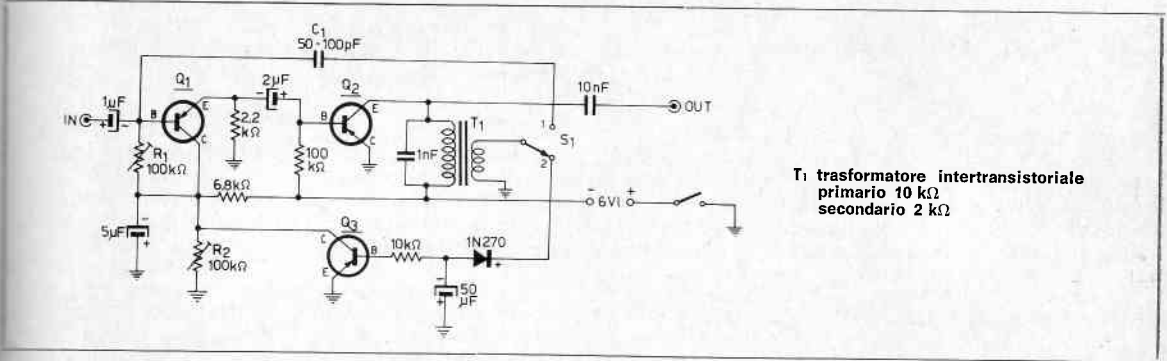 C1
50-100pF
Q1
2µF
Q2
10nF
1µF
B
E
B
E
IN
OUT
C
2.2
kΩ
C
T1
1
S1
R1
100kΩ
100
kΩ
1nF
2
T1 trasformatore intertransistoriale
6,8kΩ
primario 10 kΩ
- 6Vl +
secondario 2 kΩ
5µF
Q3
R2
100kΩ
C
B
10kΩ
1N270
E
50
µF